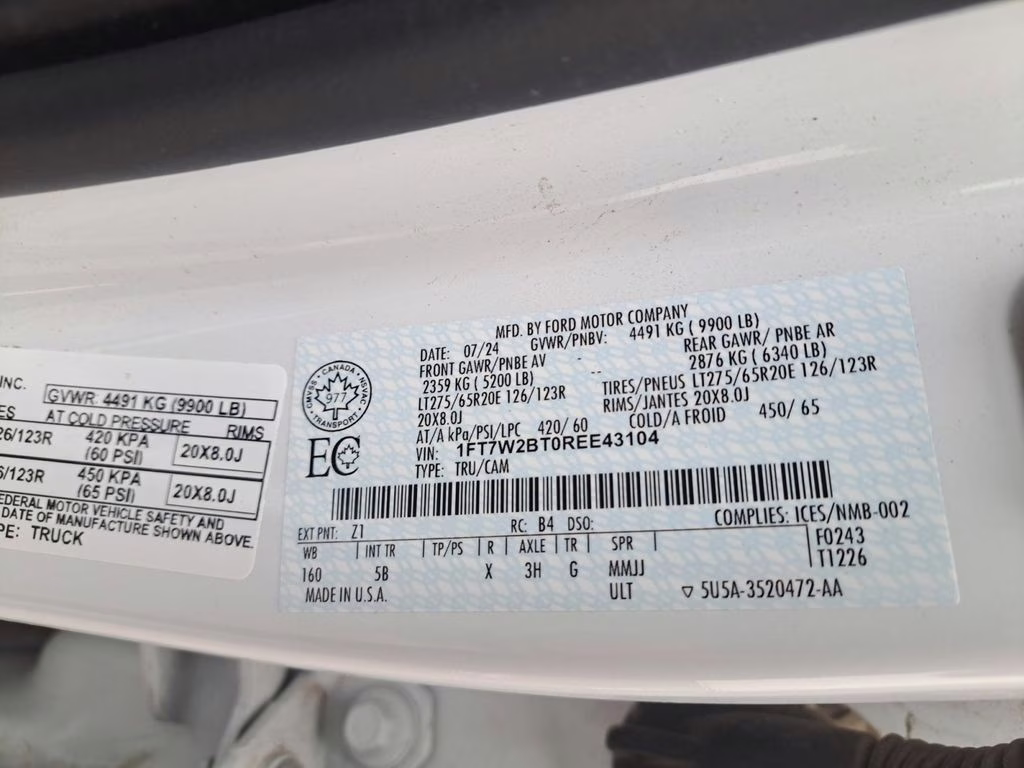 INC.
GVWR: 4491 KG (9900 LB)
AT COLD PRESSURE RIMS
26/123R 420 KPA (60 PSI) 20X8.0J
/123R 450 KPA (65 PSI) 20X8.0J
FEDERAL MOTOR VEHICLE SAFETY AND
DATE OF MANUFACTURE SHOWN ABOVE.
PE: TRUCK
MFD. BY FORD MOTOR COMPANY
DATE: 07/24 GVWR/PNBV: 4491 KG ( 9900 LB)
FRONT GAWR/PNBE AV -- REAR GAWR/ PNBE AR
2359 KG ( 5200 LB) -- 2876 KG ( 6340 LB)
LT275/65R20E 126/123R TIRES/PNEUS LT275/65R20E 126/123R
20X8.0J RIMS/JANTES 20X8.0J
AT/A kPa/PSI/LPC 420/ 60 COLD/A FROID 450/ 65
VIN: 1FT7W2BT0REE43104
TYPE: TRU/CAM
CANADA
977
TRANSPORT
EC
EXT PNT: Z1 RC: B4 DSO: COMPLIES: ICES/NMB-002
WB INT TR TP/PS R AXLE TR SPR F0243
160 5B X 3H G MMJJ T1226
MADE IN U.S.A. ULT ▽ 5U5A-3520472-AA